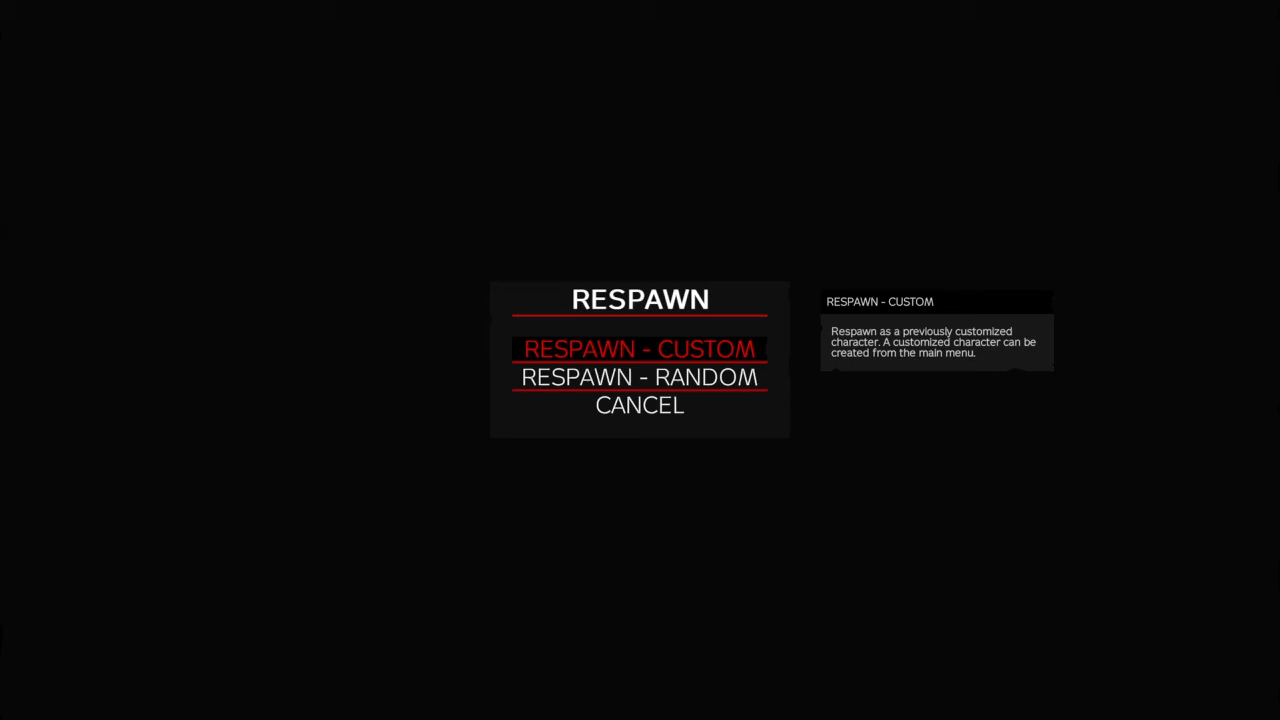 RESPAWN
RESPAWN - CUSTOM
RESPAWN - RANDOM
CANCEL
RESPAWN - CUSTOM
Respawn as a previously customized
character. A customized character can be
created from the main menu.